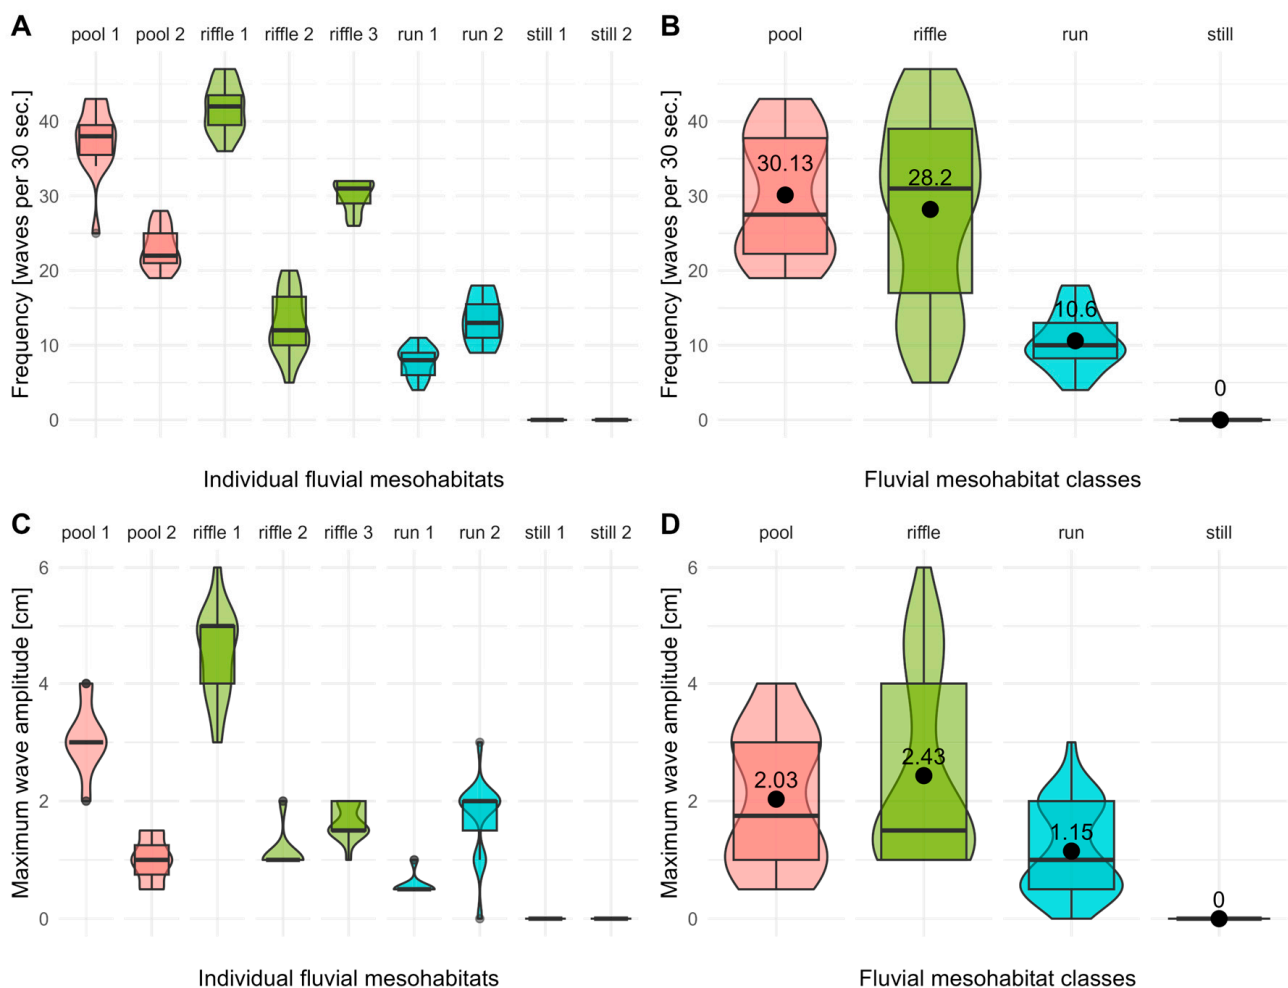 A
pool 1 pool 2 riffle 1 riffle 2 riffle 3 run 1 run 2 still 1 still 2
Frequency [waves per 30 sec.]
40
30
20
10
0
Individual fluvial mesohabitats
B
pool riffle run still
Frequency [waves per 30 sec.]
40
30
20
10
0
30.13
28.2
10.6
0
Fluvial mesohabitat classes
C
pool 1 pool 2 riffle 1 riffle 2 riffle 3 run 1 run 2 still 1 still 2
Maximum wave amplitude [cm]
6
4
2
0
Individual fluvial mesohabitats
D
pool riffle run still
Maximum wave amplitude [cm]
6
4
2
0
2.03
2.43
1.15
0
Fluvial mesohabitat classes